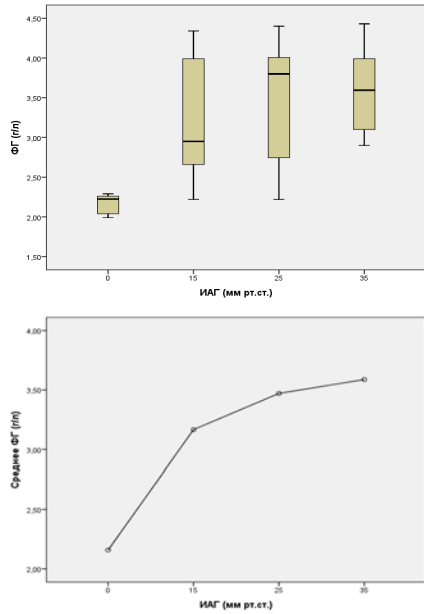 4,50
4,00
3,50
3,00
2,50
2,00
1,50
ФГ (г/л)
0 15 25 35
ИАГ (мм рт.ст.)
4,00
3,50
3,00
2,50
2,00
Среднее ФГ (г/л)
0 15 25 35
ИАГ (мм рт.ст.)